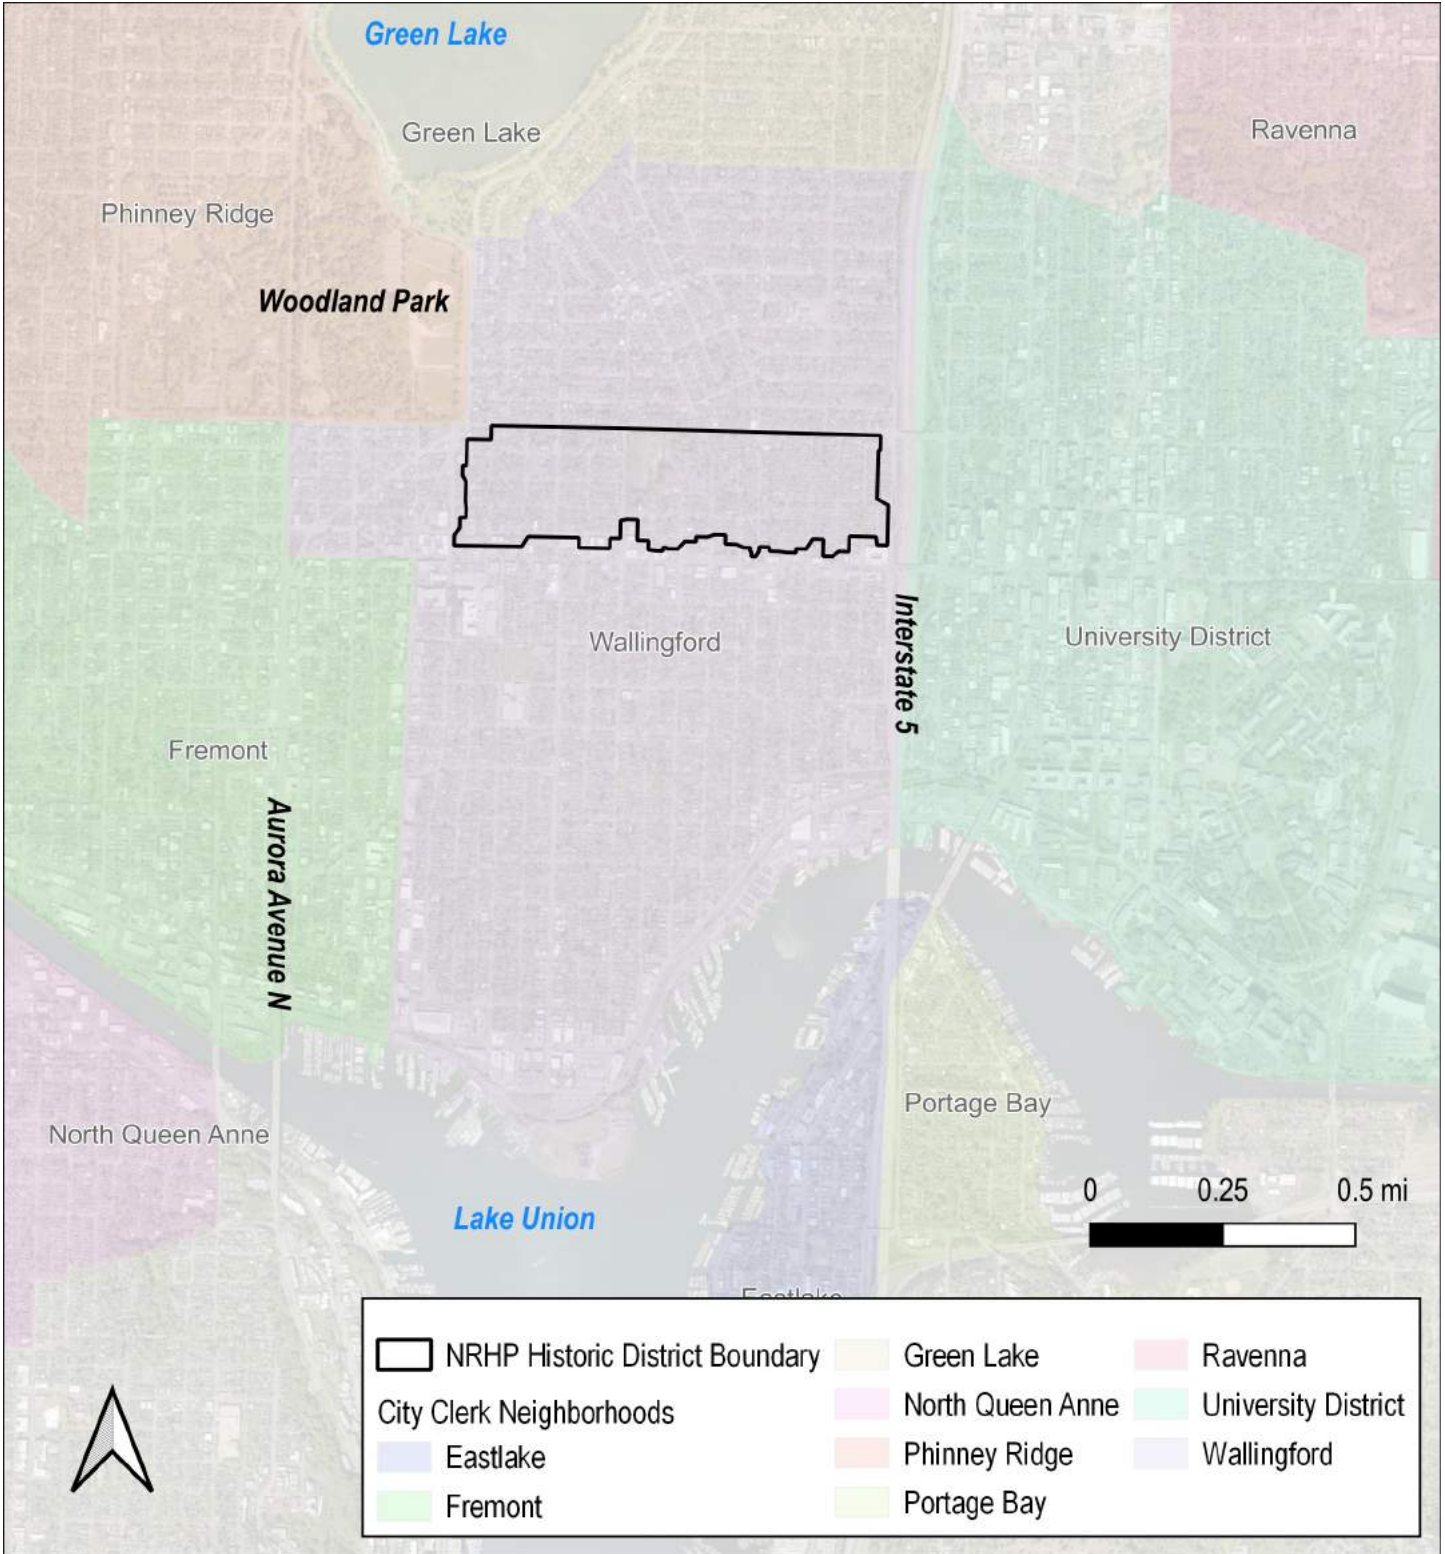 Green Lake
Green Lake
Ravenna
Phinney Ridge
Woodland Park
Wallingford
Interstate 5
University District
Fremont
Aurora Avenue N
Portage Bay
North Queen Anne
0 0.25 0.5 mi
Lake Union
Eastlake
NRHP Historic District Boundary
City Clerk Neighborhoods
Eastlake
Fremont
Green Lake
North Queen Anne
Phinney Ridge
Portage Bay
Ravenna
University District
Wallingford